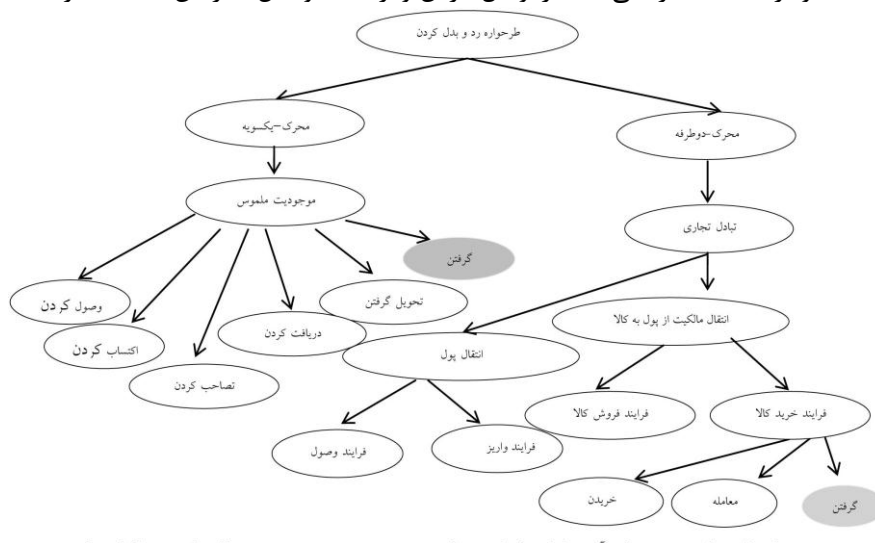 طرحواره رد و بدل کردن
محرک-یکسویه
محرک-دوطرفه
موجودیت ملموس
تبادل تجاری
گرفتن
وصول کردن
تحویل گرفتن
اکتساب کردن
دریافت کردن
تصاحب کردن
انتقال پول
انتقال مالکیت از پول به کالا
فرایند وصول
فرایند واریز
فرایند فروش کالا
فرایند خرید کالا
خریدن
معامله
گرفتن